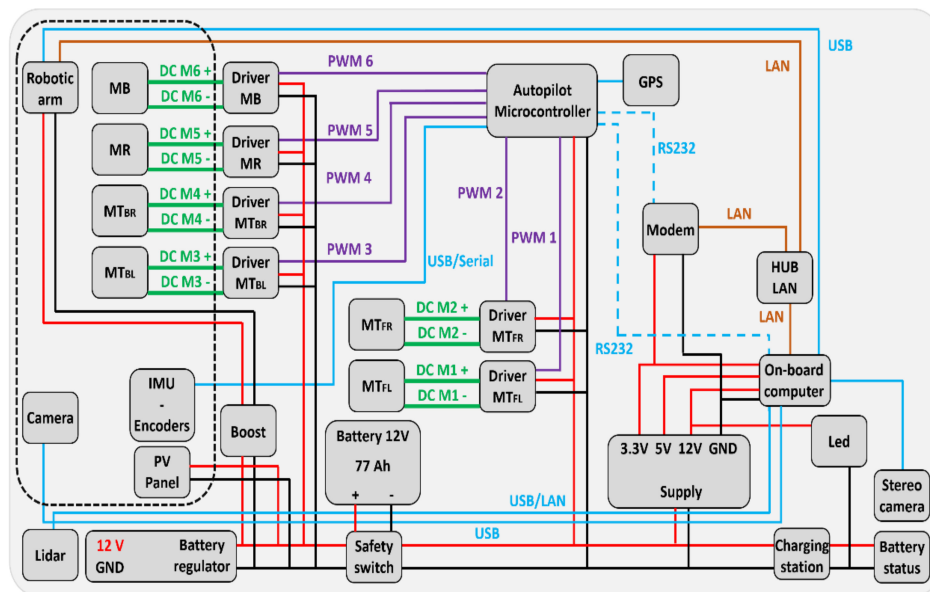 USB
PWM 6
LAN
Robotic
arm
MB
DC M6 +
DC M6 -
Driver
MB
Autopilot
Microcontroller
GPS
MR
DC M5 +
DC M5 -
Driver
MR
PWM 5
RS232
PWM 4
PWM 2
MTBR
DC M4 +
DC M4 -
Driver
MTBR
Modem
LAN
PWM 1
PWM 3
MTBL
DC M3 +
DC M3 -
Driver
MTBL
USB/Serial
HUB
LAN
MTFR
DC M2 +
DC M2 -
Driver
MTFR
LAN
RS232
MTFL
DC M1 +
DC M1 -
Driver
MTFL
On-board
computer
IMU
-
Encoders
Camera
Boost
Battery 12V
77 Ah
+ -
3.3V 5V 12V GND
Supply
Led
PV
Panel
Stereo
camera
USB/LAN
USB
Lidar
12 V
GND
Battery
regulator
Safety
switch
Charging
station
Battery
status